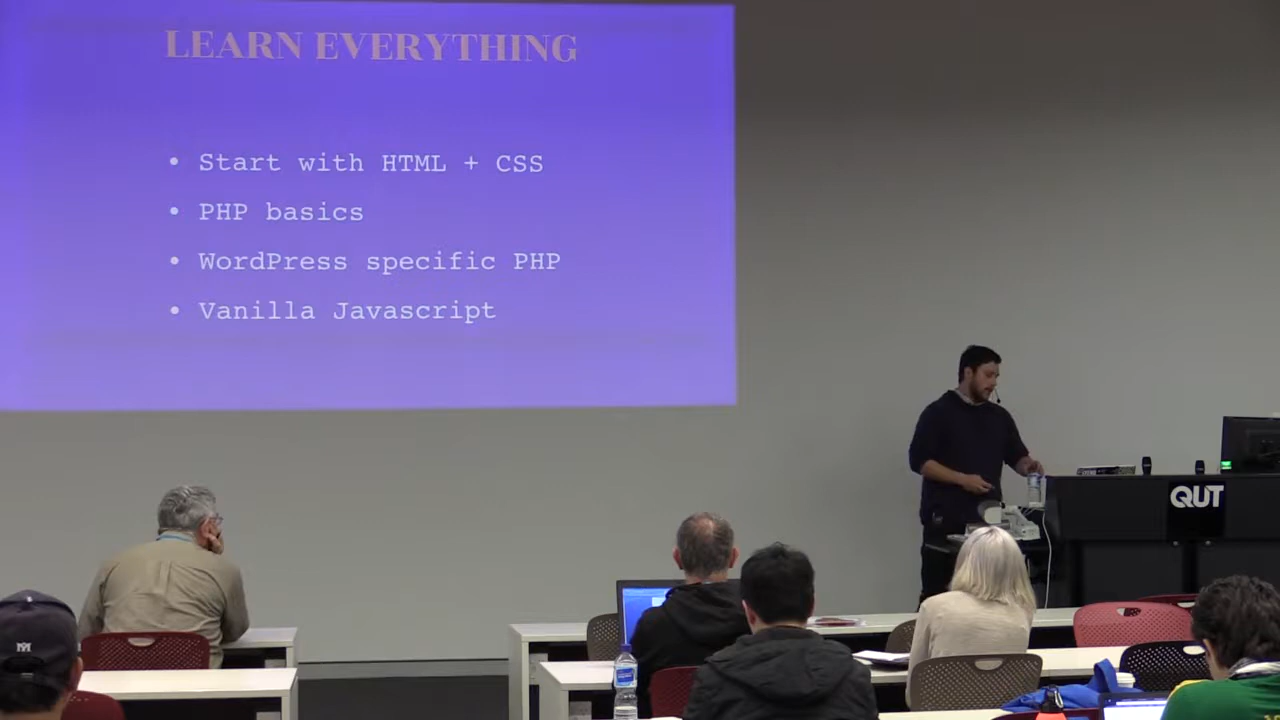 LEARN EVERYTHING
• Start with HTML + CSS
• PHP basics
• WordPress specific PHP
• Vanilla Javascript
QUT